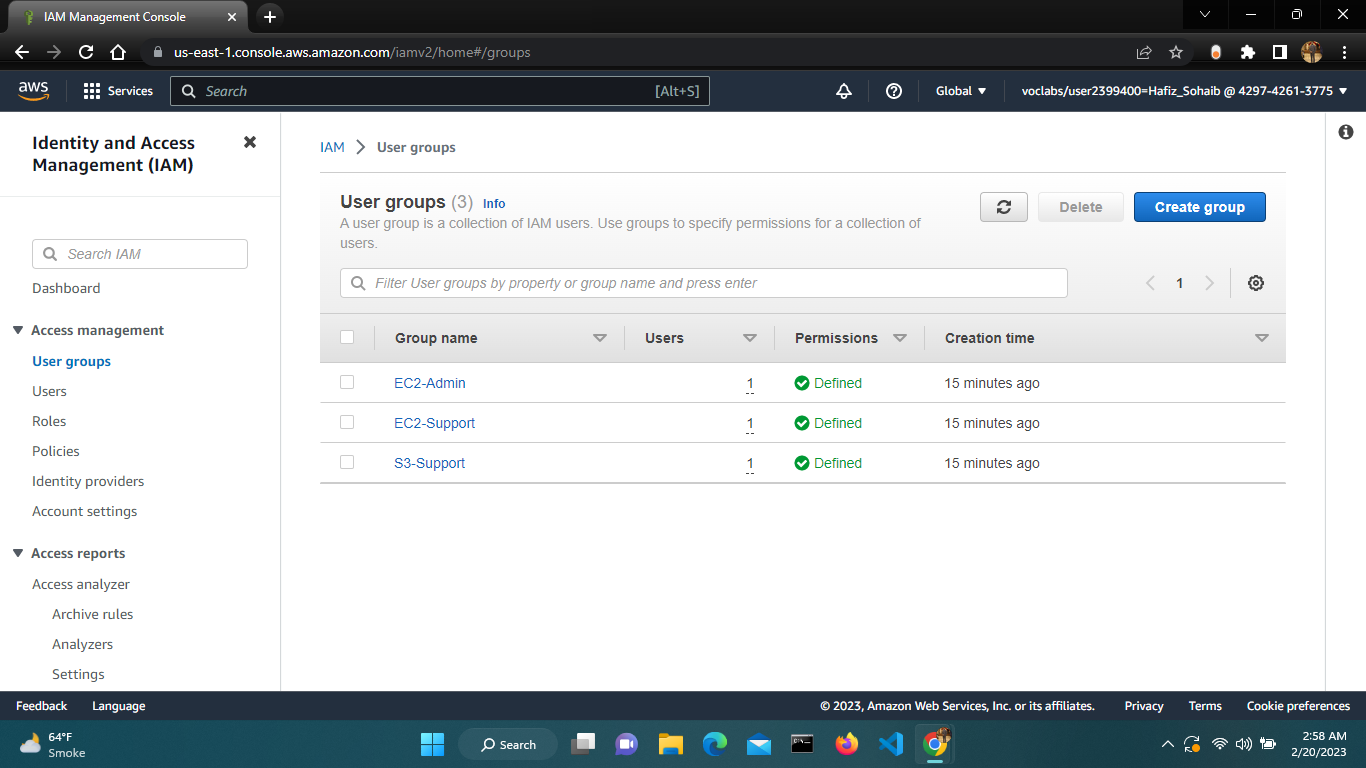 IAM Management Console
us-east-1.console.aws.amazon.com/iamv2/home#/groups
aws
Services
Search
[Alt+S]
Global
voclabs/user2399400=Hafiz_Sohaib @ 4297-4261-3775
Identity and Access
Management (IAM)
Search IAM
Dashboard
Access management
User groups
Users
Roles
Policies
Identity providers
Account settings
Access reports
Access analyzer
Archive rules
Analyzers
Settings
IAM > User groups
User groups (3) Info
A user group is a collection of IAM users. Use groups to specify permissions for a collection of
users.
Delete
Create group
Filter User groups by property or group name and press enter
1
Group name Users Permissions Creation time
EC2-Admin 1 Defined 15 minutes ago
EC2-Support 1 Defined 15 minutes ago
S3-Support 1 Defined 15 minutes ago
Feedback Language © 2023, Amazon Web Services, Inc. or its affiliates. Privacy Terms Cookie preferences
64°F
Smoke
Search
2:58 AM
2/20/2023